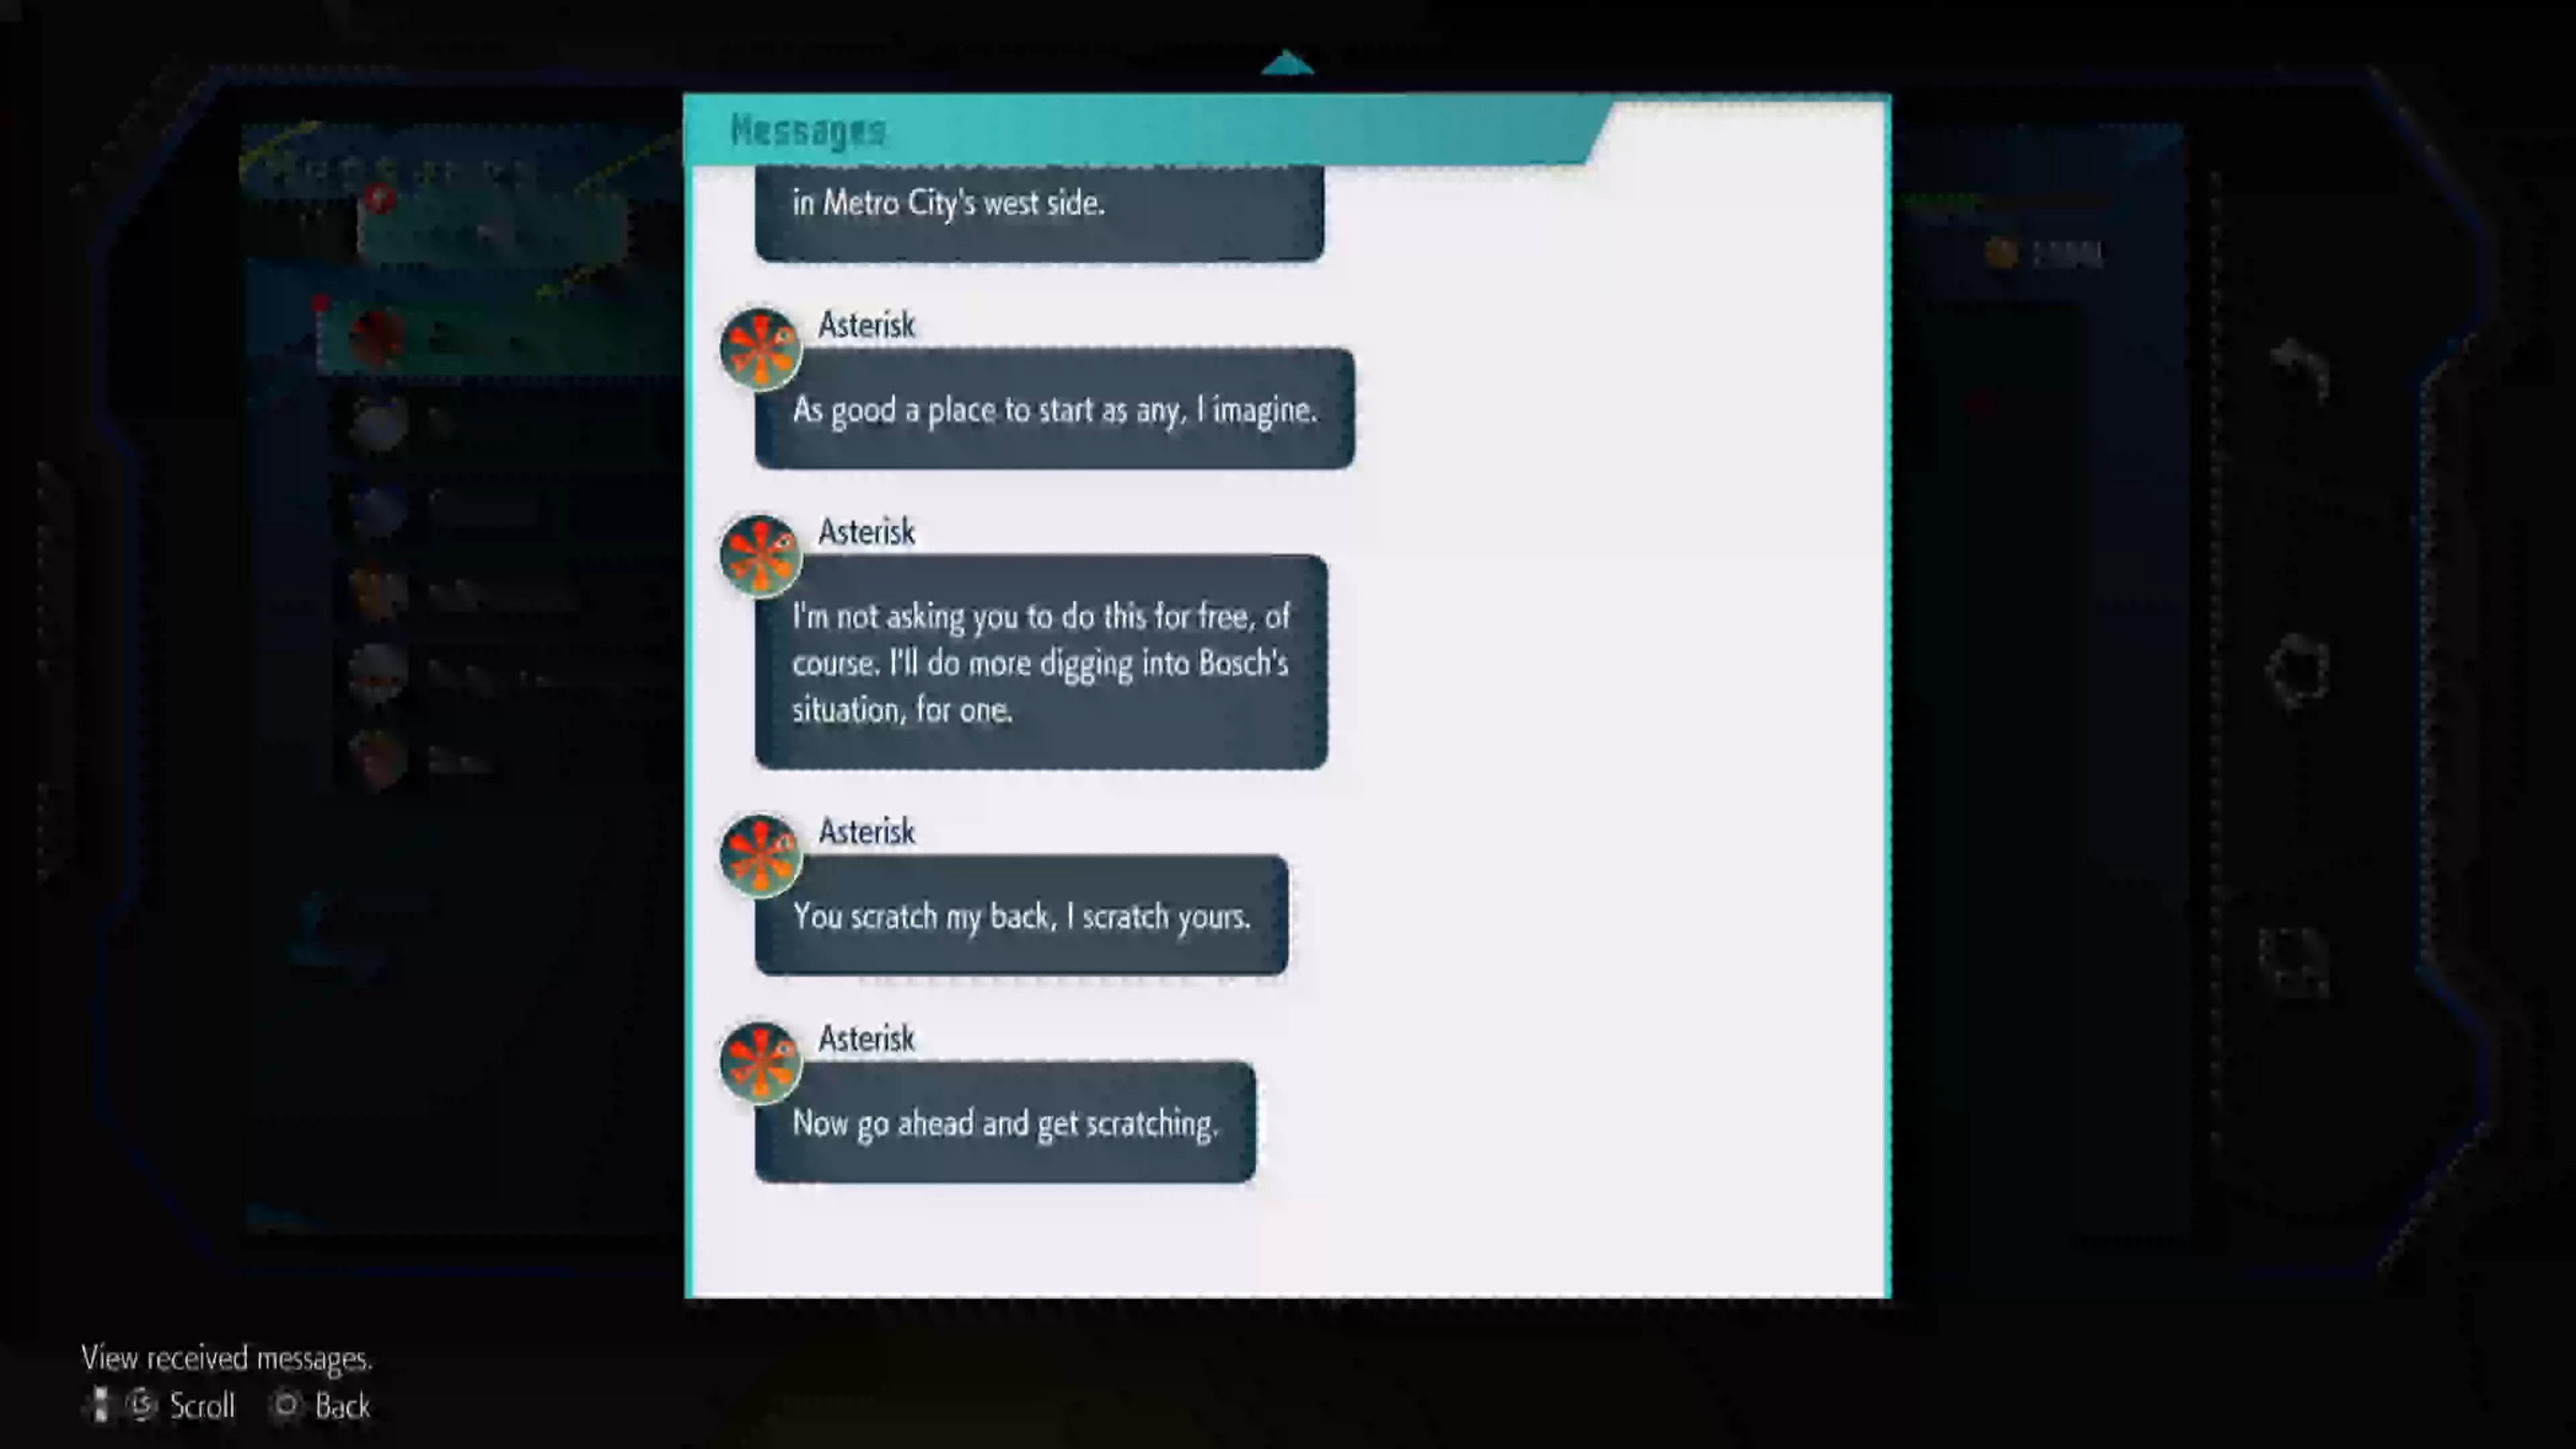 Messages
in Metro City's west side.
Asterisk
As good a place to start as any, I imagine.
Asterisk
I'm not asking you to do this for free, of
course. I'll do more digging into Bosch's
situation, for one.
Asterisk
You scratch my back, I scratch yours.
Asterisk
Now go ahead and get scratching.
View received messages.
Scroll
Back